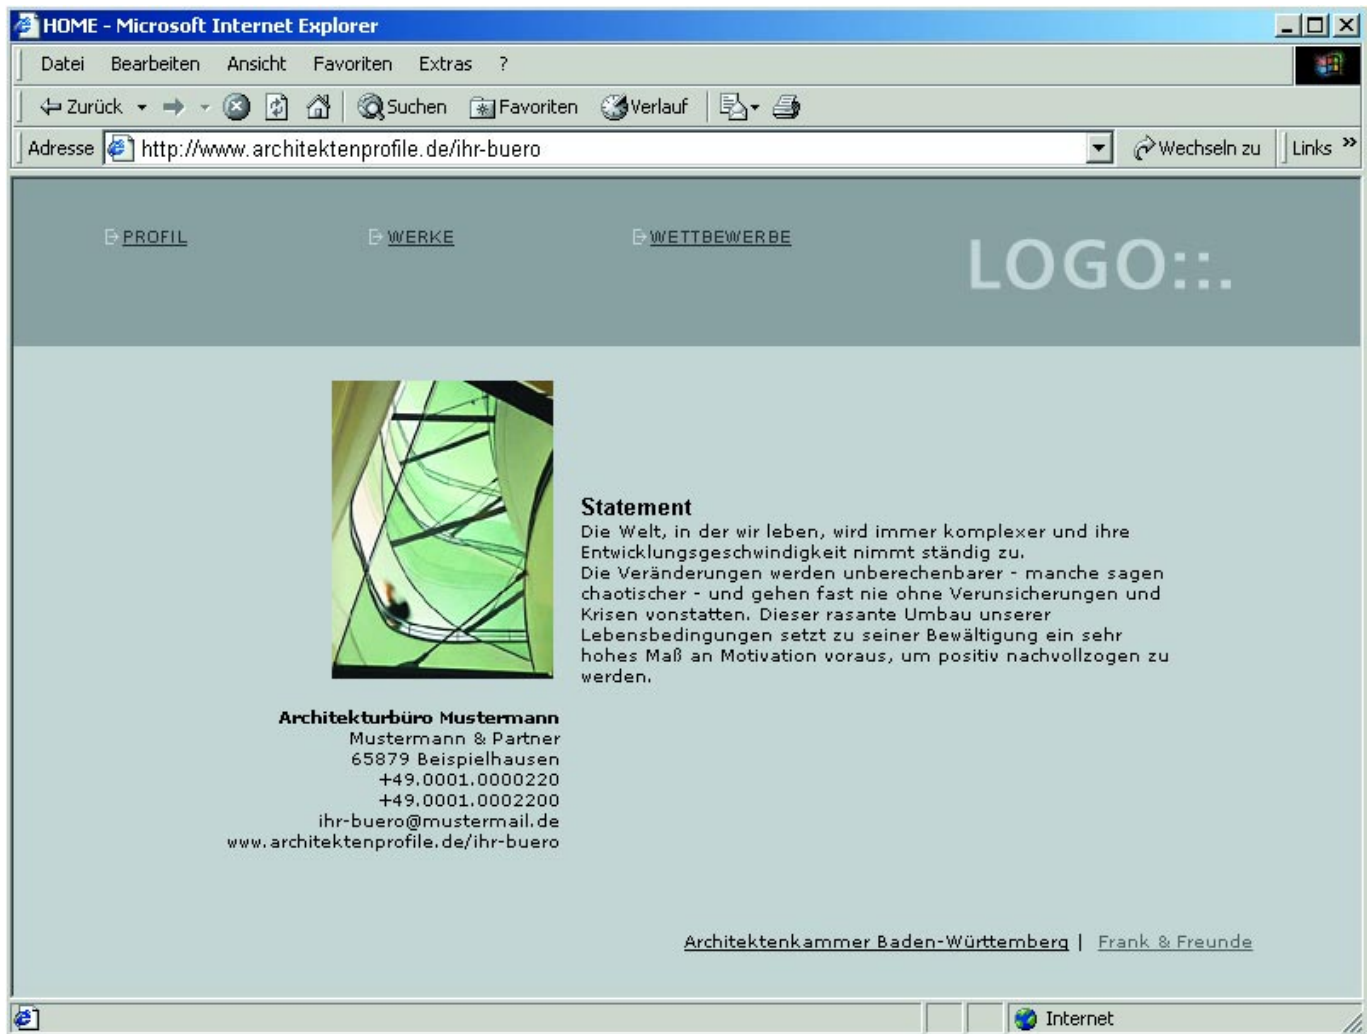 HOME - Microsoft Internet Explorer
Datei Bearbeiten Ansicht Favoriten Extras ?
Zurück Suchen Favoriten Verlauf
Adresse http://www.architektenprofile.de/ihr-buero Wechseln zu Links »
PROFIL WERKE WETTBEWERBE LOGO::.
Statement
Die Welt, in der wir leben, wird immer komplexer und ihre
Entwicklungsgeschwindigkeit nimmt ständig zu.
Die Veränderungen werden unberechenbarer - manche sagen
chaotischer - und gehen fast nie ohne Verunsicherungen und
Krisen vonstatten. Dieser rasante Umbau unserer
Lebensbedingungen setzt zu seiner Bewältigung ein sehr
hohes Maß an Motivation voraus, um positiv nachvollzogen zu
werden.
Architekturbüro Mustermann
Mustermann & Partner
65879 Beispielhausen
+49.0001.0000220
+49.0001.0002200
ihr-buero@mustermail.de
www.architektenprofile.de/ihr-buero
Architektenkammer Baden-Württemberg | Frank & Freunde
Internet